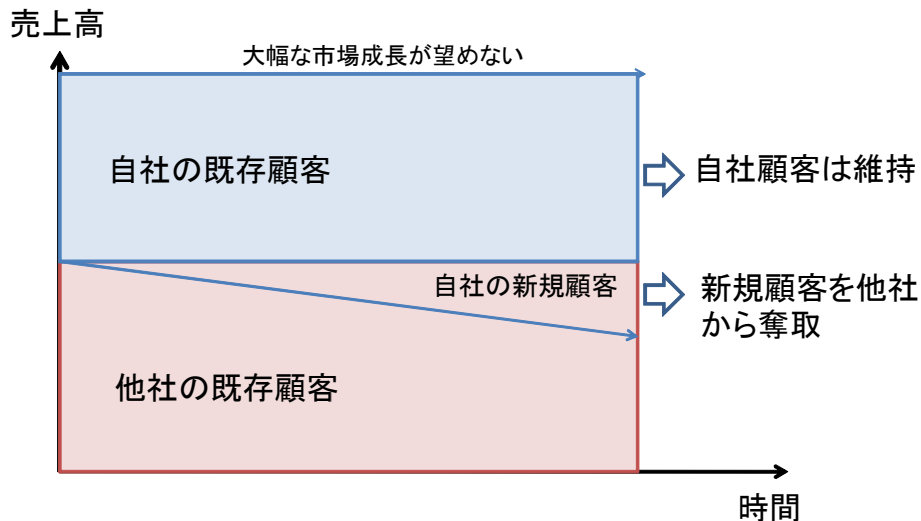 売上高
大幅な市場成長が望めない
自社の既存顧客
自社顧客は維持
自社の新規顧客
新規顧客を他社
から奪取
他社の既存顧客
時間